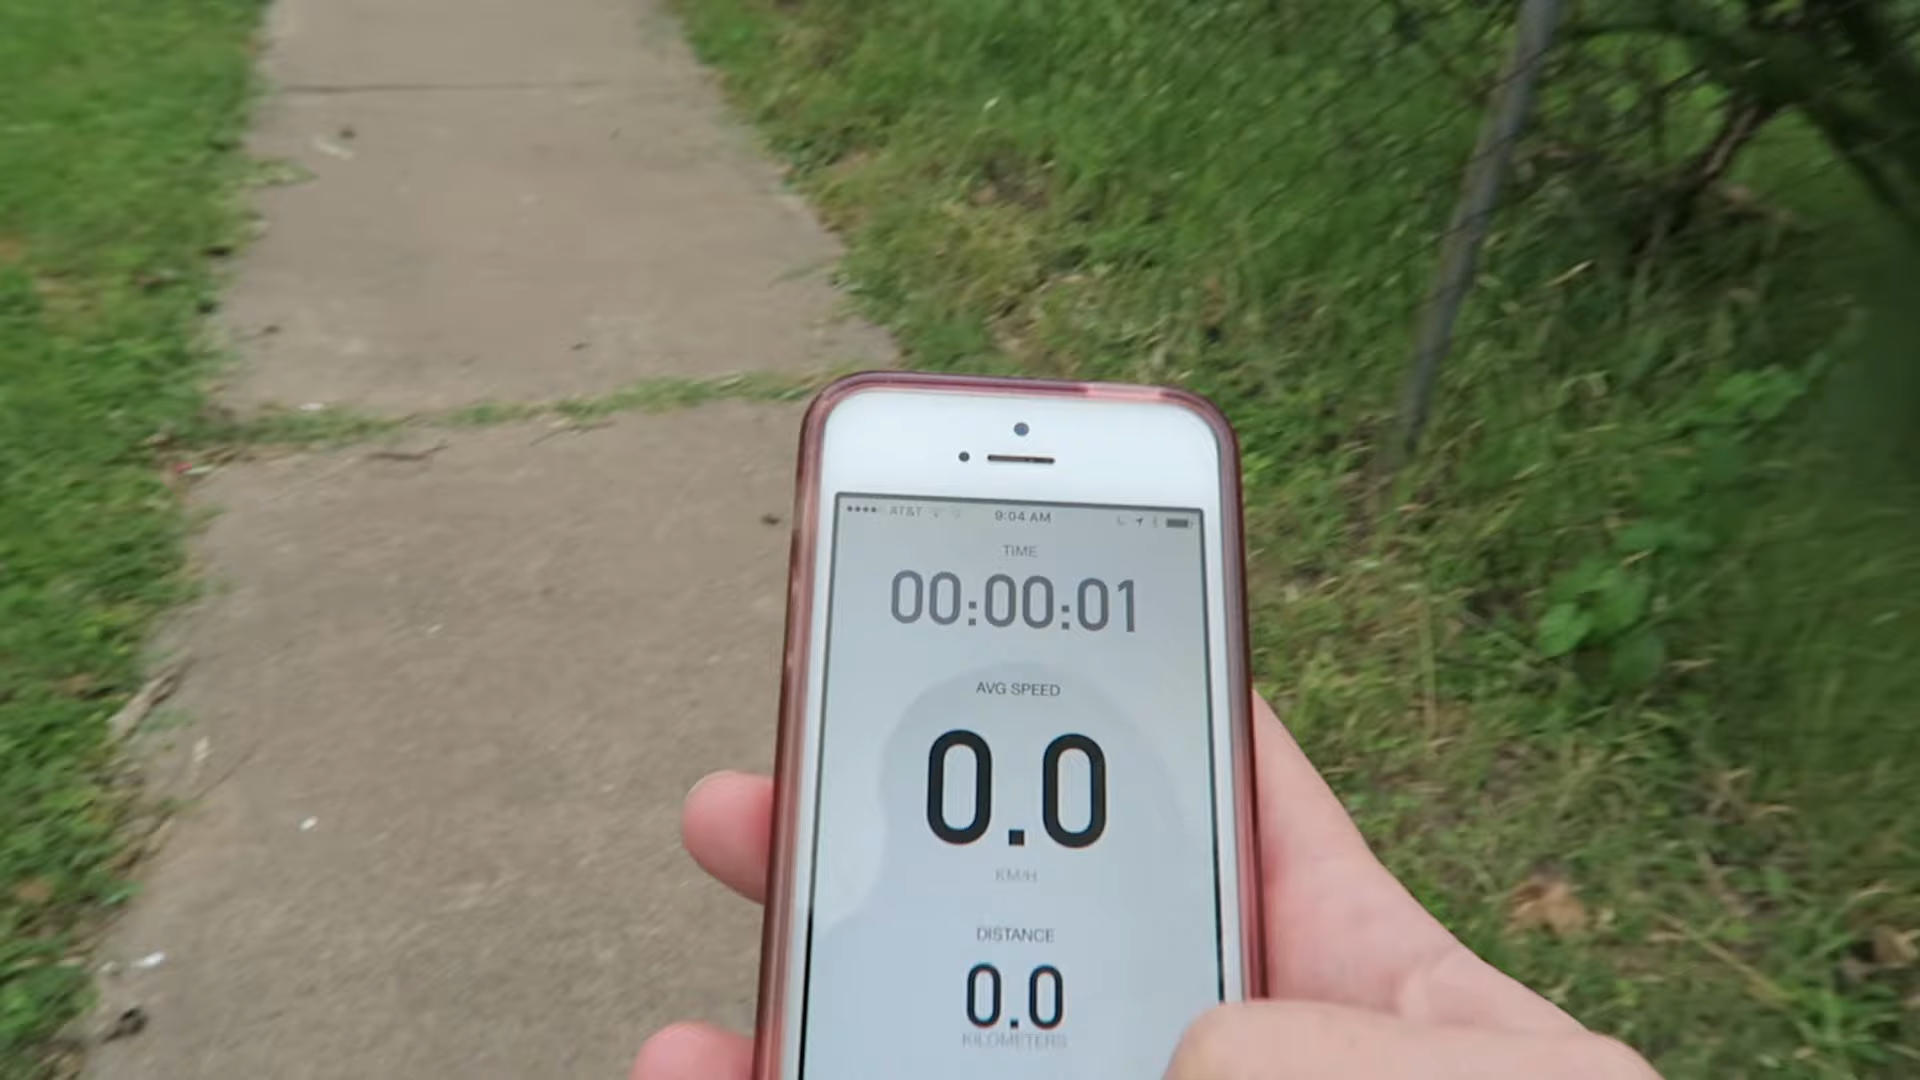 AT&T 9:04 AM
TIME
00:00:01
AVG SPEED
0.0
KM/H
DISTANCE
0.0
KILOMETERS